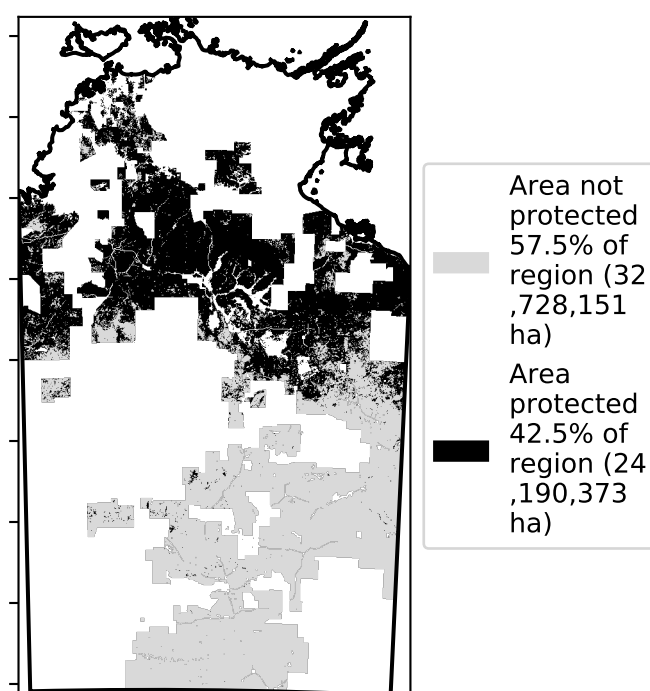 Area not
protected
57.5% of
region (32
,728,151
ha)
Area
protected
42.5% of
region (24
,190,373
ha)